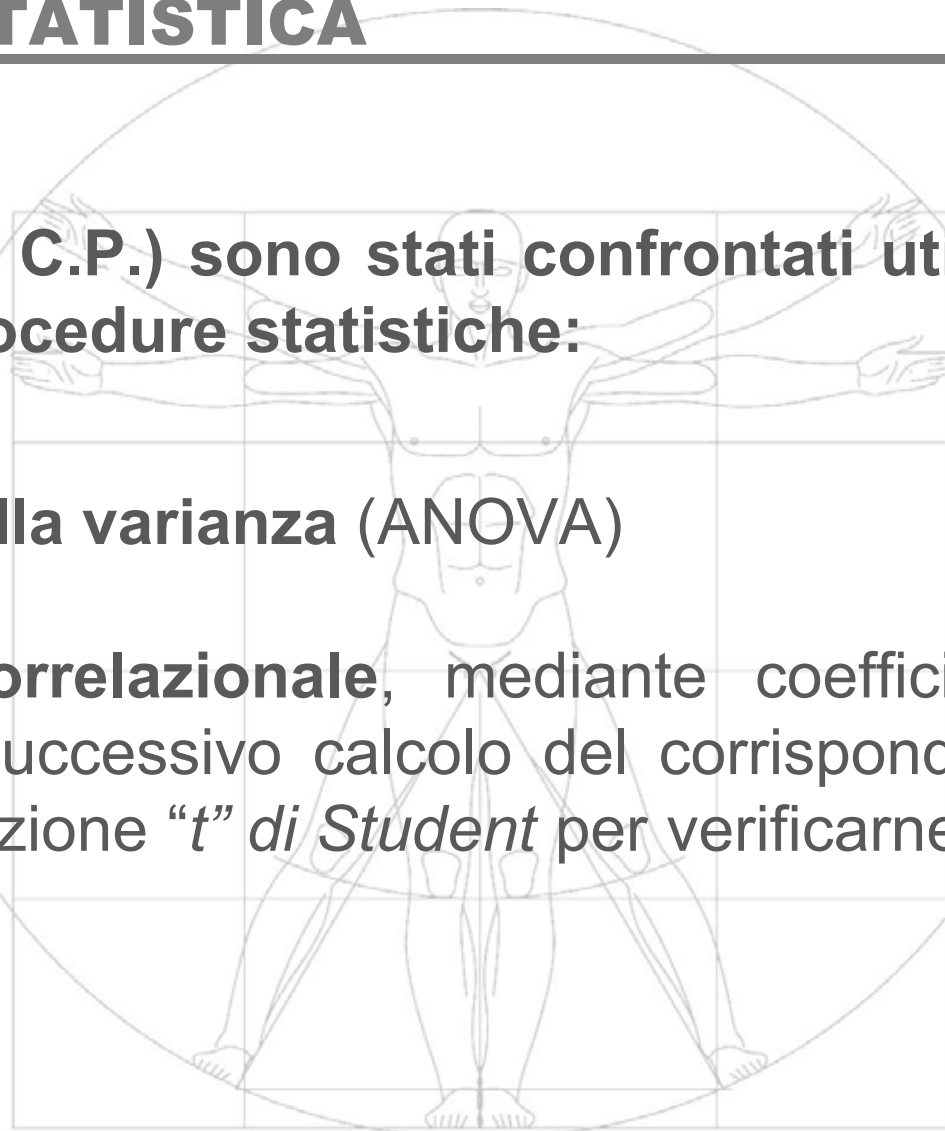 TATISTICA
C.P.) sono stati confrontati uti
ocedure statistiche:
lla varianza (ANOVA)
orrelazionale, mediante coeffici
uccessivo calcolo del corrispond
zione “t” di Student per verificarne